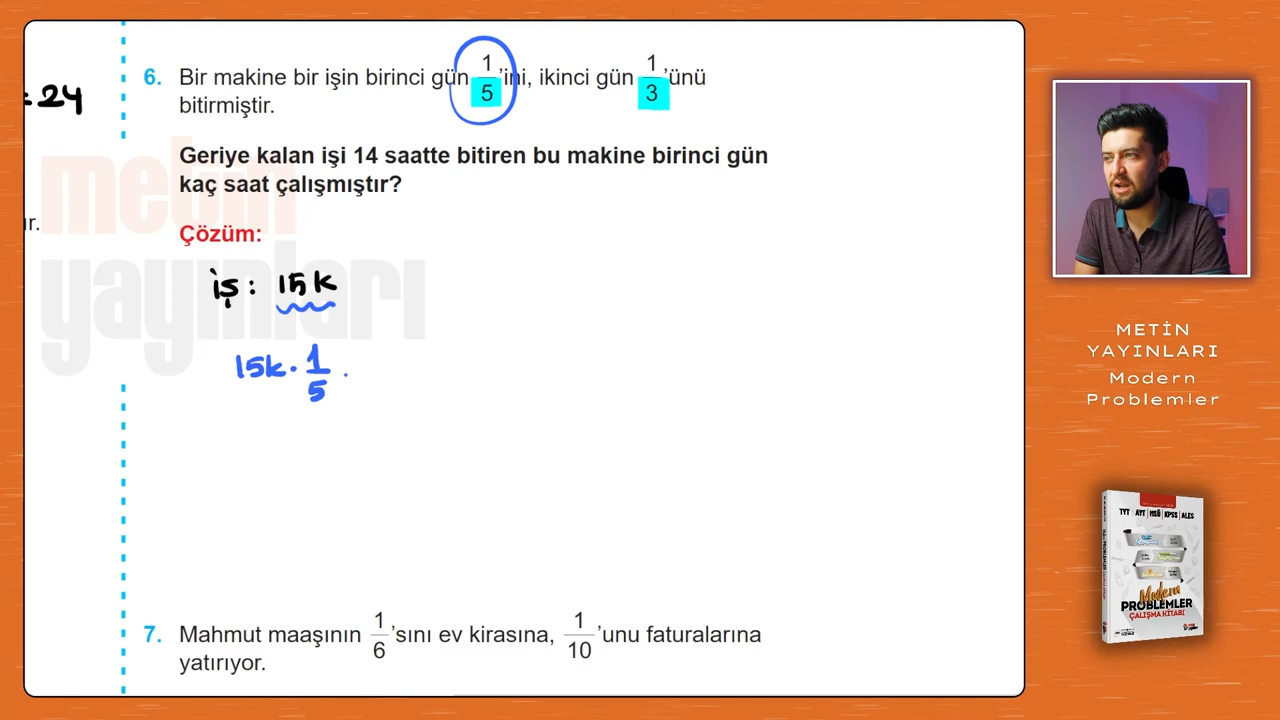 = 24
ır.
6. Bir makine bir işin birinci gün 1/5 'ini, ikinci gün 1/3 'ünü
bitirmiştir.
Geriye kalan işi 14 saatte bitiren bu makine birinci gün
kaç saat çalışmıştır?
Çözüm:
iş: 15k
15k · 1/5
metin
yayınları
7. Mahmut maaşının 1/6 'sını ev kirasına, 1/10 'unu faturalarına
yatırıyor.
METİN
YAYINLARI
Modern
Problemler
TYT | AYT | MSÜ | KPSS | ALES
Modern
PROBLEMLER
ÇALIŞMA KİTABI